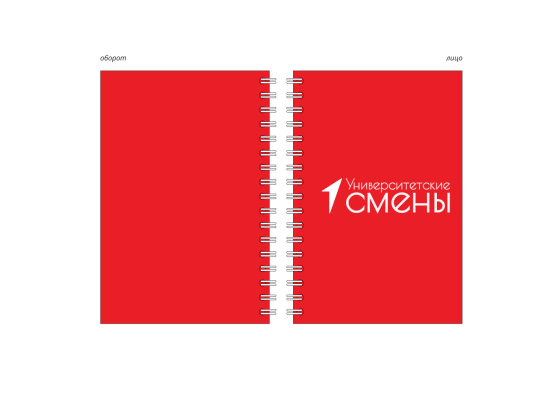 оборот
лицо
Университетские
смены